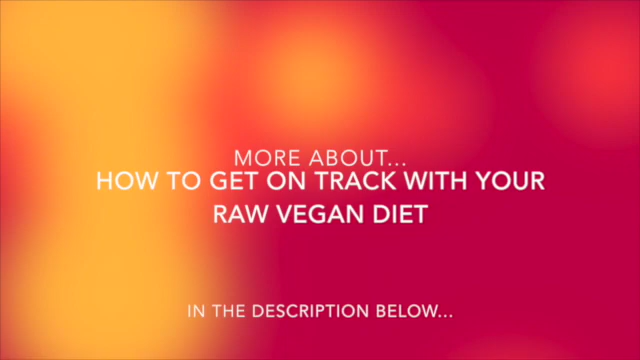 MORE ABOUT...
HOW TO GET ON TRACK WITH YOUR
RAW VEGAN DIET
IN THE DESCRIPTION BELOW...